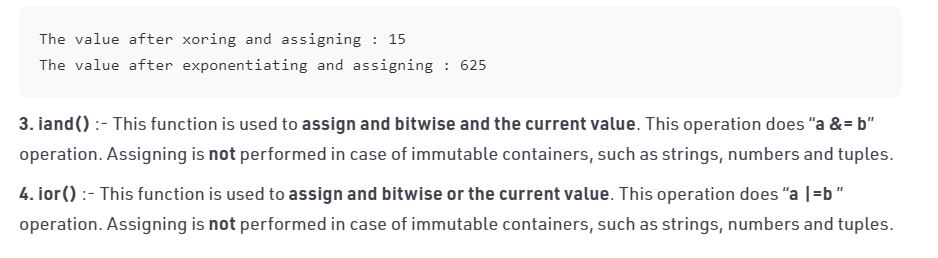 The value after xoring and assigning : 15
The value after exponentiating and assigning : 625
3. iand() :- This function is used to assign and bitwise and the current value. This operation does “a &= b”
operation. Assigning is not performed in case of immutable containers, such as strings, numbers and tuples.
4. ior() :- This function is used to assign and bitwise or the current value. This operation does “a |=b ”
operation. Assigning is not performed in case of immutable containers, such as strings, numbers and tuples.